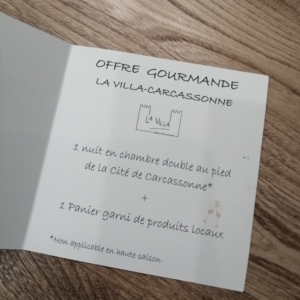 OFFRE GOURMANDE
LA VILLA-CARCASSONNE
LA VILLA
1 nuit en chambre double au pied
de la Cité de Carcassonne*
+
1 Panier garni de produits locaux
*Non applicable en haute saison